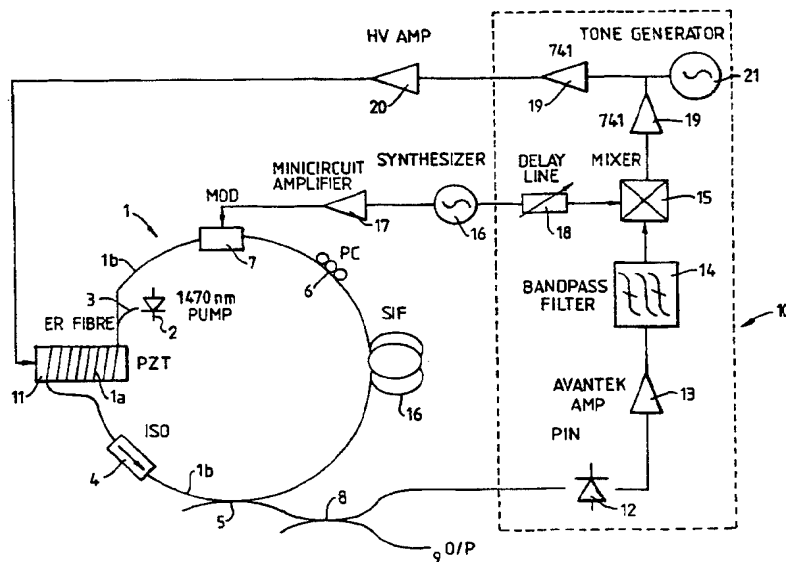 HV AMP
741
TONE GENERATOR
20
19
21
741
19
MINICIRCUIT
AMPLIFIER
SYNTHESIZER
DELAY
LINE
MIXER
1
MOD
17
16
18
15
1b
7
PC
6
3
1470nm
PUMP
2
ER FIBRE
BANDPASS
FILTER
14
10
SIF
PZT
11
1a
16
AVANTEK
AMP
13
ISO
4
1b
PIN
5
8
12
9 O/P